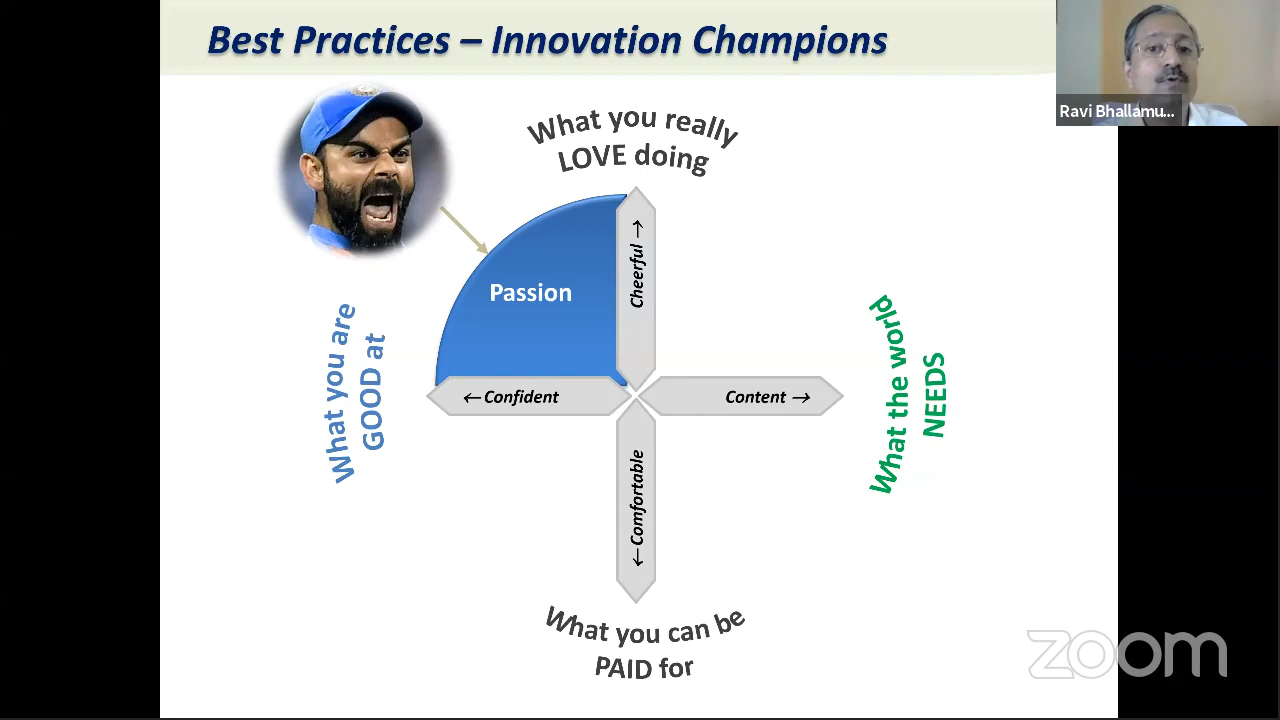 Best Practices – Innovation Champions
Ravi Bhallamu...
What you really
LOVE doing
Cheerful →
Passion
What you are
GOOD at
← Confident
Content →
What the world
NEEDS
← Comfortable
What you can be
PAID for
zoom